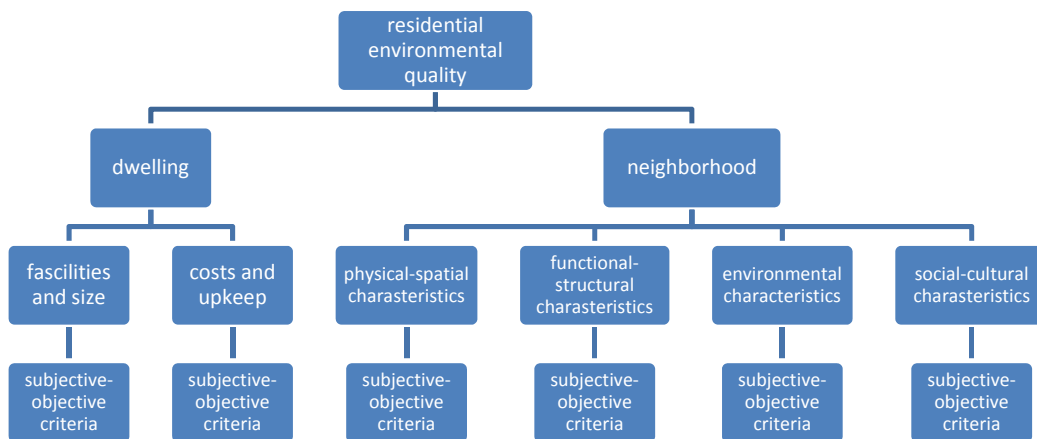 residential
environmental
quality
dwelling
neighborhood
fascilities
and size
costs and
upkeep
physical-spatial
charasteristics
functional-
structural
charasteristics
environmental
characteristics
social-cultural
charasteristics
subjective-
objective
criteria
subjective-
objective
criteria
subjective-
objective
criteria
subjective-
objective
criteria
subjective-
objective
criteria
subjective-
objective
criteria